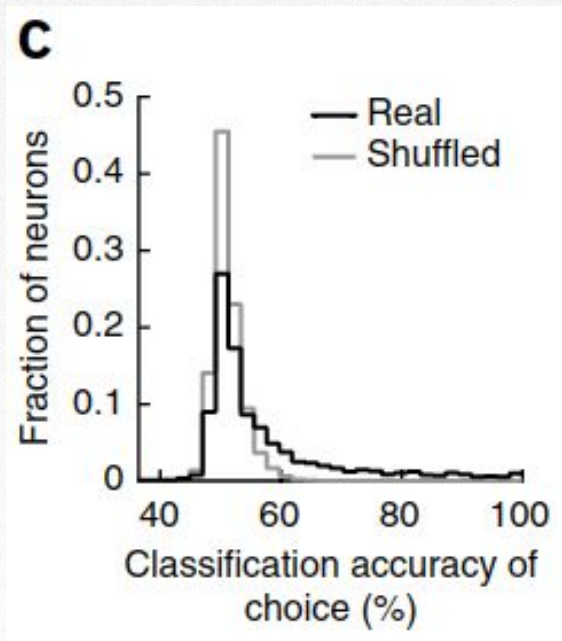 C
0.5
0.4
0.3
0.2
0.1
0
Fraction of neurons
Real
Shuffled
40 60 80 100
Classification accuracy of
choice (%)